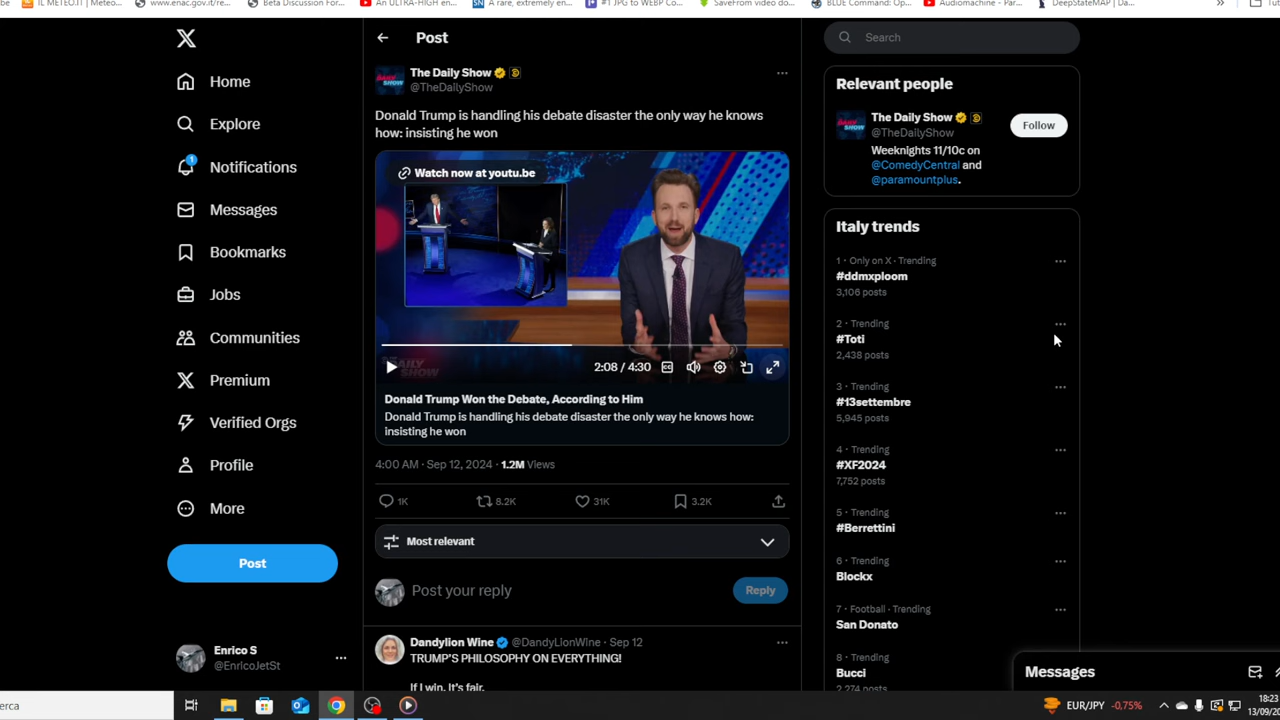 IL METEO.IT | Meteo...
www.enac.gov.it/re...
Beta Discussion For...
An ULTRA-HIGH en...
A rare, extremely en...
#1 JPG to WEBP Co...
SaveFrom video do...
BLUE Command: Op...
Audiomachine - Par...
DeepStateMAP | Da...
Home
Explore
1
Notifications
Messages
Bookmarks
Jobs
Communities
Premium
Verified Orgs
Profile
More
Post
Enrico S
@EnricoJetSt
Post
The Daily Show
@TheDailyShow
Donald Trump is handling his debate disaster the only way he knows
how: insisting he won
Watch now at youtu.be
2:08 / 4:30
Donald Trump Won the Debate, According to Him
Donald Trump is handling his debate disaster the only way he knows how:
insisting he won
4:00 AM · Sep 12, 2024 · 1.2M Views
1K 8.2K 31K 3.2K
Most relevant
Post your reply
Reply
Dandylion Wine @DandyLionWine · Sep 12
TRUMP'S PHILOSOPHY ON EVERYTHING!
If I win, It's fair.
Search
Relevant people
The Daily Show
@TheDailyShow
Follow
Weeknights 11/10c on
@ComedyCentral and
@paramountplus.
Italy trends
1 · Only on X · Trending
#ddmxploom
3,106 posts
2 · Trending
#Toti
2,438 posts
3 · Trending
#13settembre
5,945 posts
4 · Trending
#XF2024
7,752 posts
5 · Trending
#Berrettini
6 · Trending
Blockx
7 · Football · Trending
San Donato
8 · Trending
Bucci
2,274 posts
Messages
erca
EUR/JPY -0,75%
18:23
13/09/20